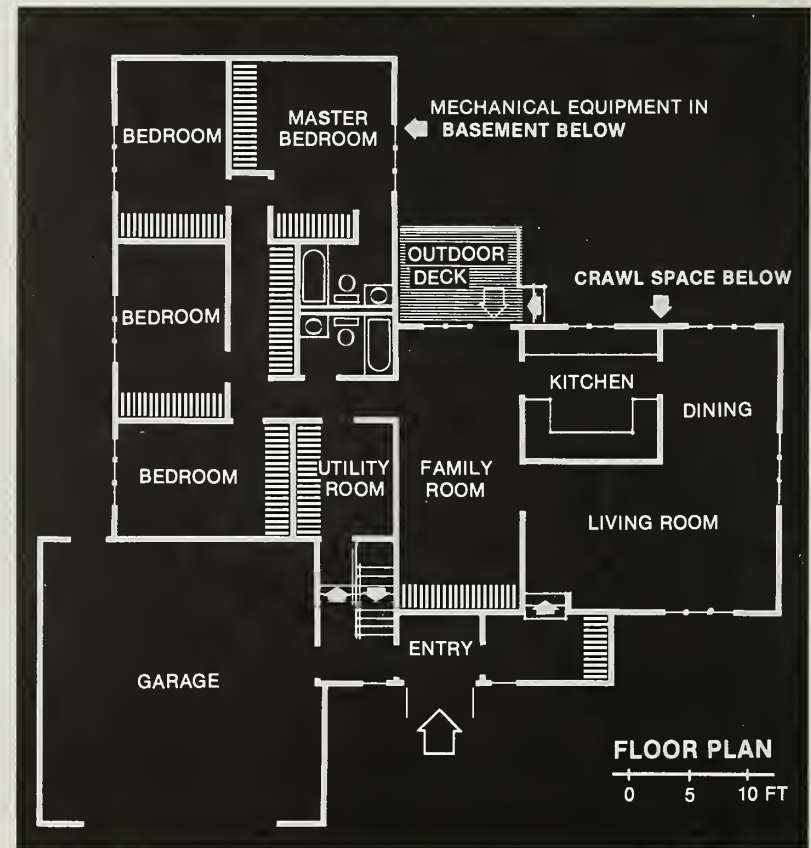 BEDROOM
MASTER
BEDROOM
MECHANICAL EQUIPMENT IN
BASEMENT BELOW
OUTDOOR
DECK
CRAWL SPACE BELOW
BEDROOM
KITCHEN
DINING
BEDROOM
UTILITY
ROOM
FAMILY
ROOM
LIVING ROOM
ENTRY
GARAGE
FLOOR PLAN
0 5 10 FT